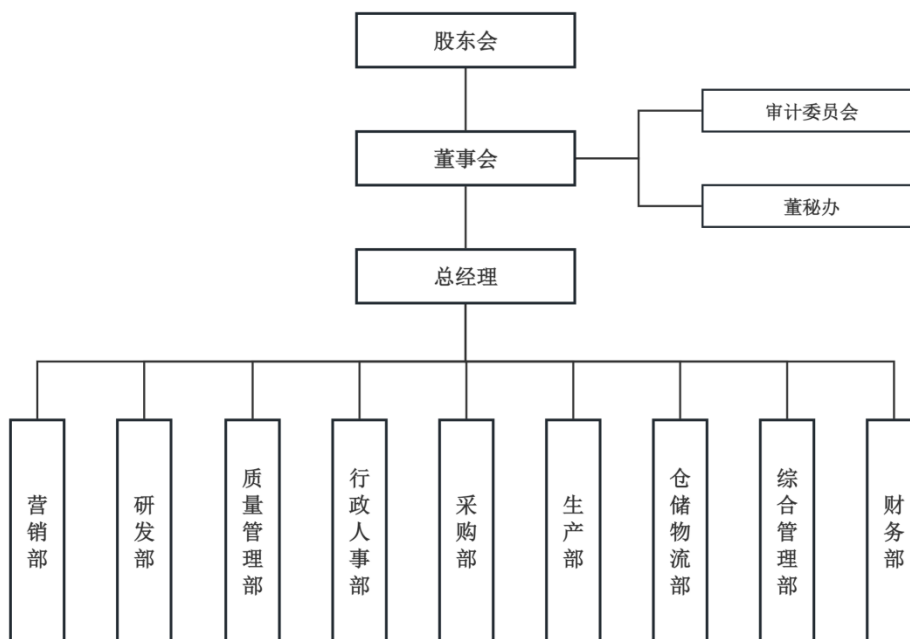 股东会
审计委员会
董事会
董秘办
总经理
营销部
研发部
质量管理部
行政人事部
采购部
生产部
仓储物流部
综合管理部
财务部